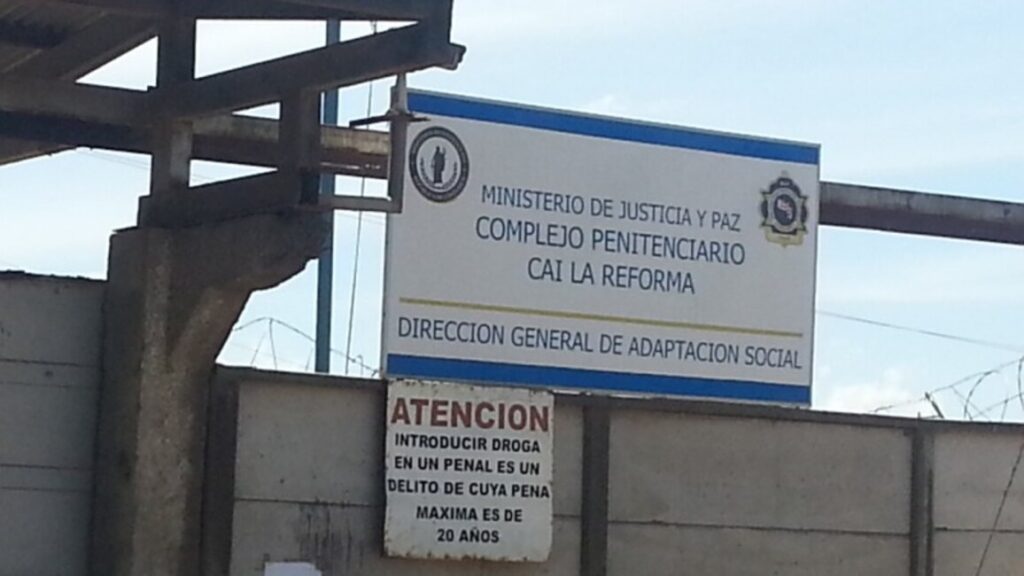 MINISTERIO DE JUSTICIA Y PAZ
COMPLEJO PENITENCIARIO
CAI LA REFORMA
DIRECCION GENERAL DE ADAPTACION SOCIAL
ATENCION
INTRODUCIR DROGA
EN UN PENAL ES UN
DELITO DE CUYA PENA
MAXIMA ES DE
20 AÑOS